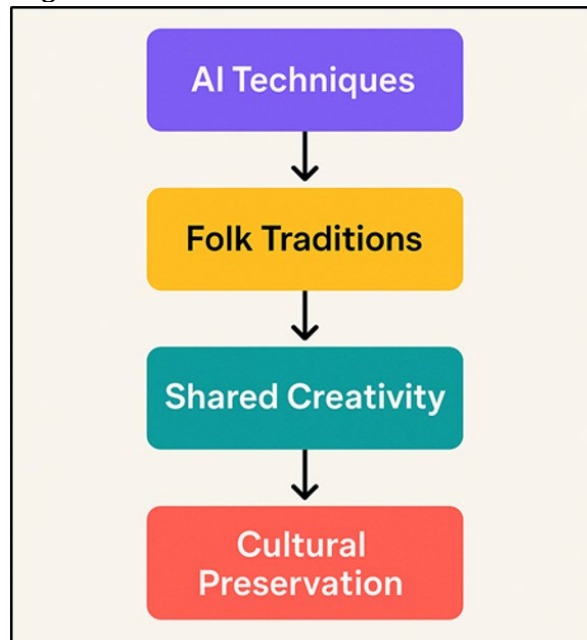 AI Techniques
Folk Traditions
Shared Creativity
Cultural
Preservation